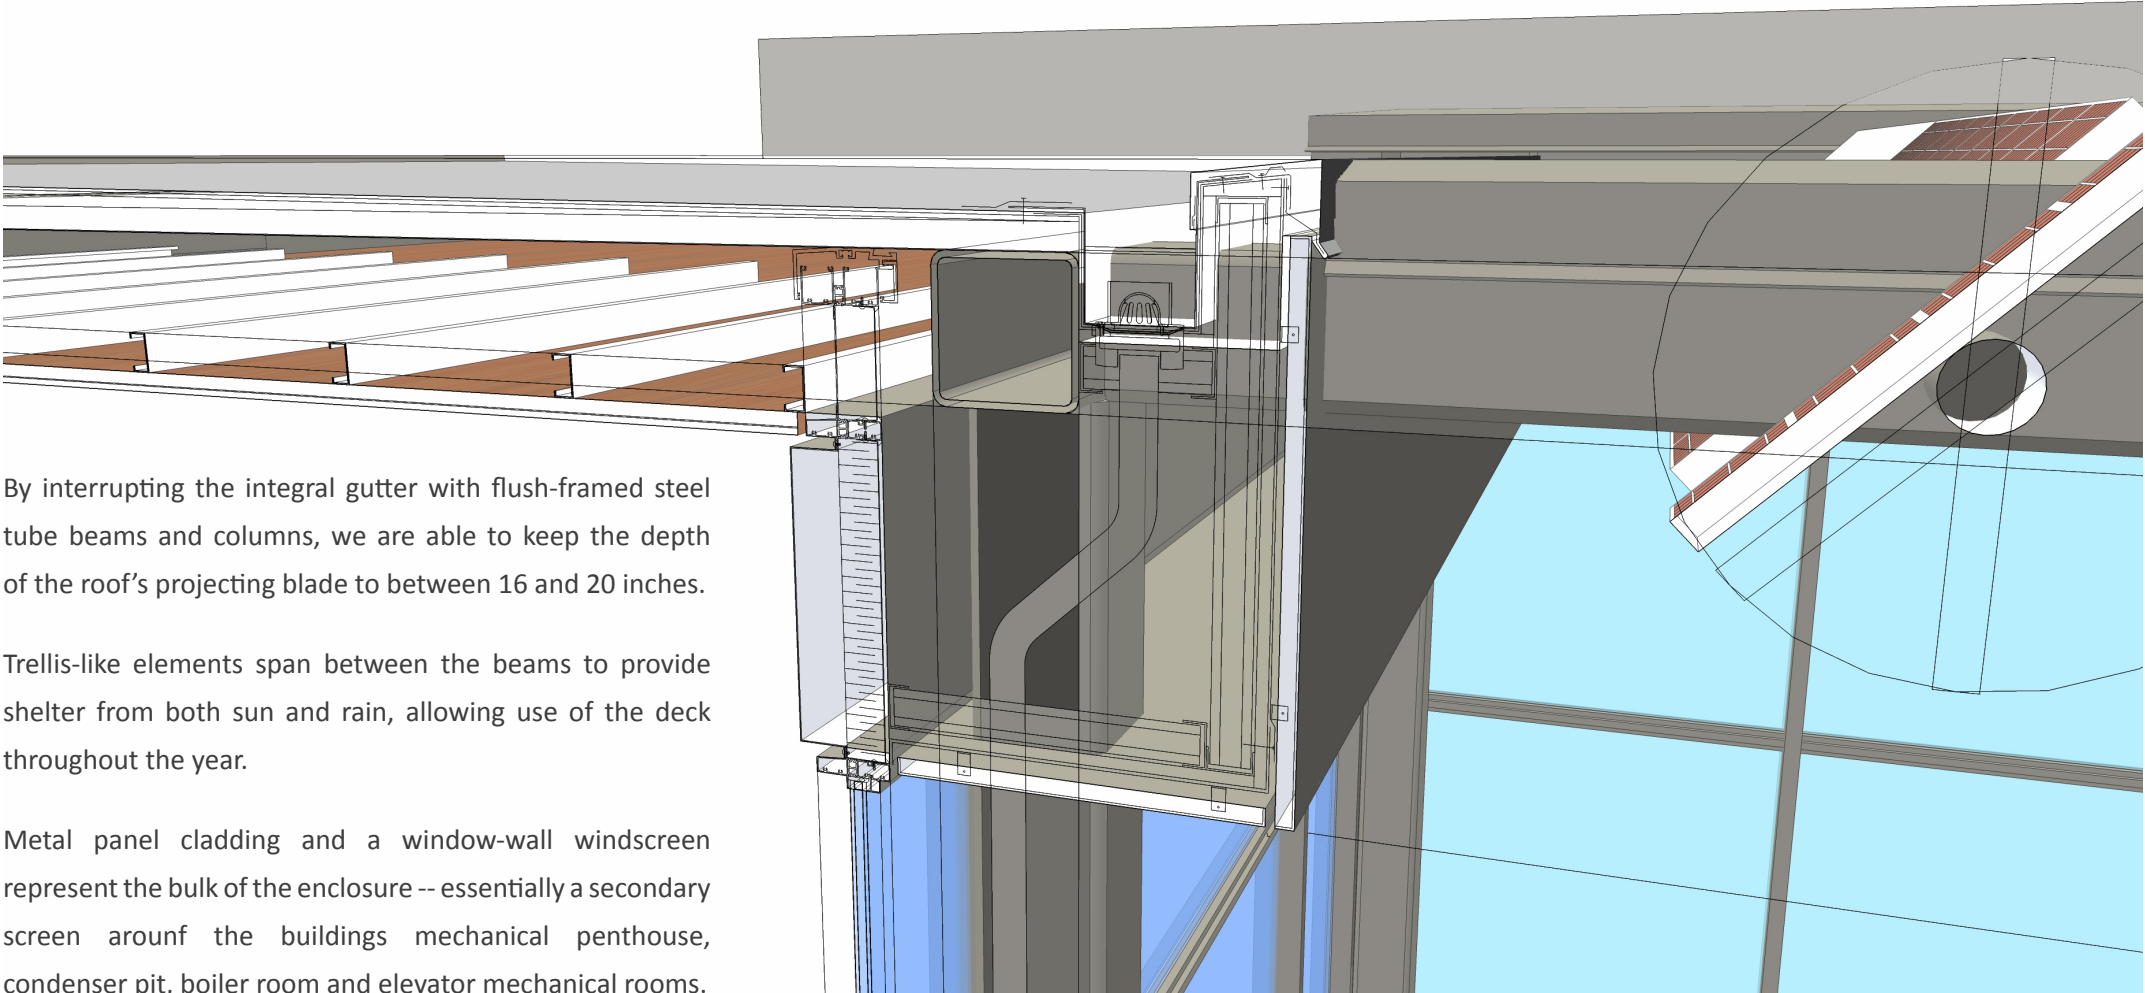 By interrupting the integral gutter with flush-framed steel
tube beams and columns, we are able to keep the depth
of the roof’s projecting blade to between 16 and 20 inches.
Trellis-like elements span between the beams to provide
shelter from both sun and rain, allowing use of the deck
throughout the year.
Metal panel cladding and a window-wall windscreen
represent the bulk of the enclosure -- essentially a secondary
screen arounf the buildings mechanical penthouse,
condenser pit, boiler room and elevator mechanical rooms.